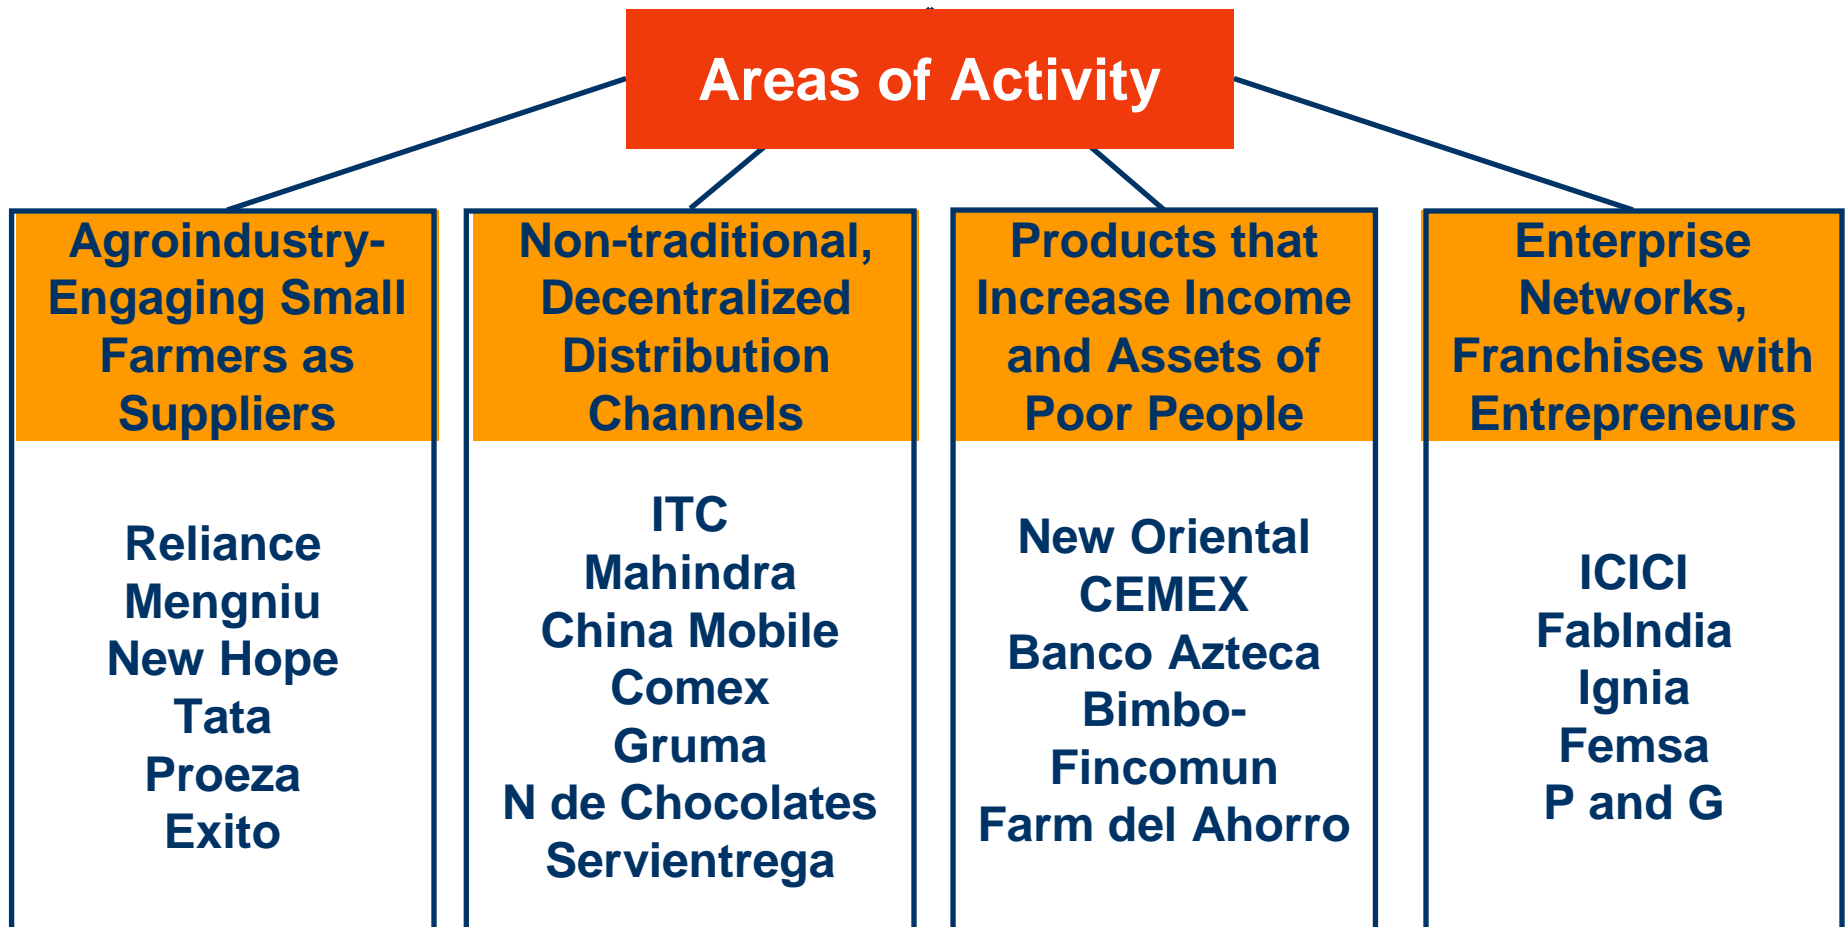 Areas of Activity
Agroindustry-
Engaging Small
Farmers as
Suppliers
Reliance
Mengniu
New Hope
Tata
Proeza
Exito
Non-traditional,
Decentralized
Distribution
Channels
ITC
Mahindra
China Mobile
Comex
Gruma
N de Chocolates
Servientrega
Products that
Increase Income
and Assets of
Poor People
New Oriental
CEMEX
Banco Azteca
Bimbo-
Fincomun
Farm del Ahorro
Enterprise
Networks,
Franchises with
Entrepreneurs
ICICI
FabIndia
Ignia
Femsa
P and G